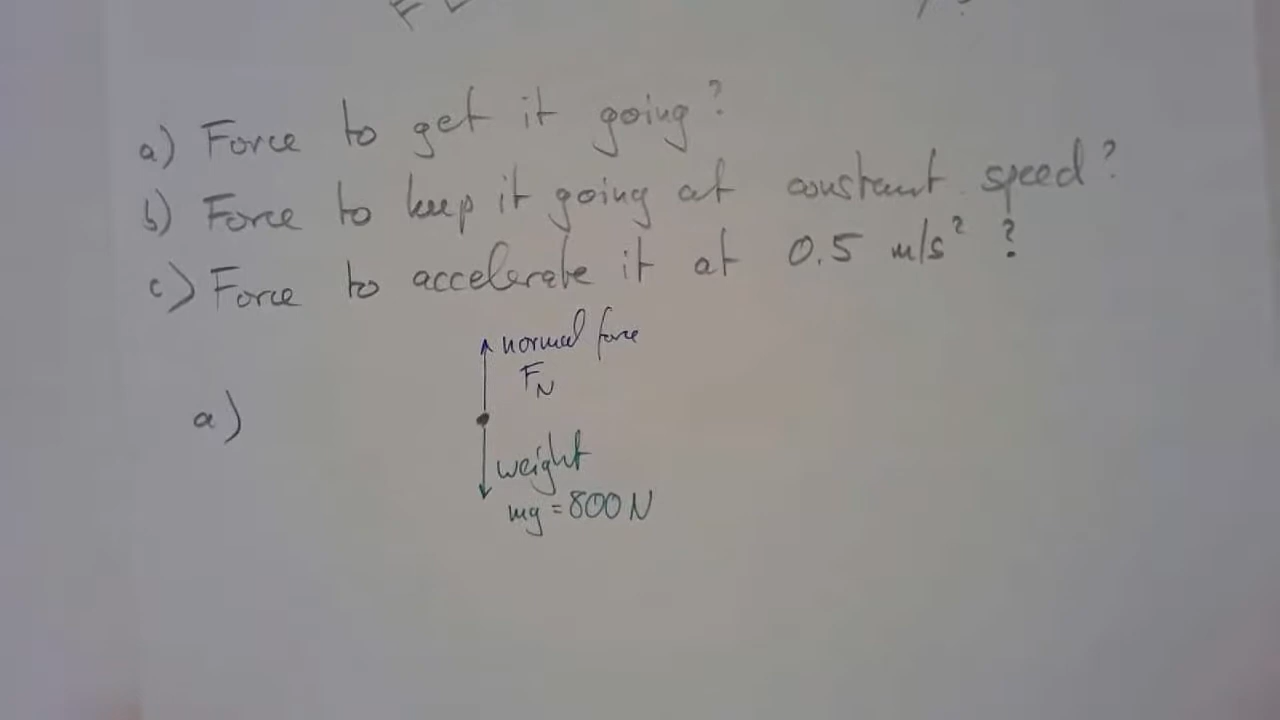 a) Force to get it going?
b) Force to keep it going at constant speed?
c) Force to accelerate it at 0.5 m/s² ?
normal force
F_N
a)
weight
mg = 800 N